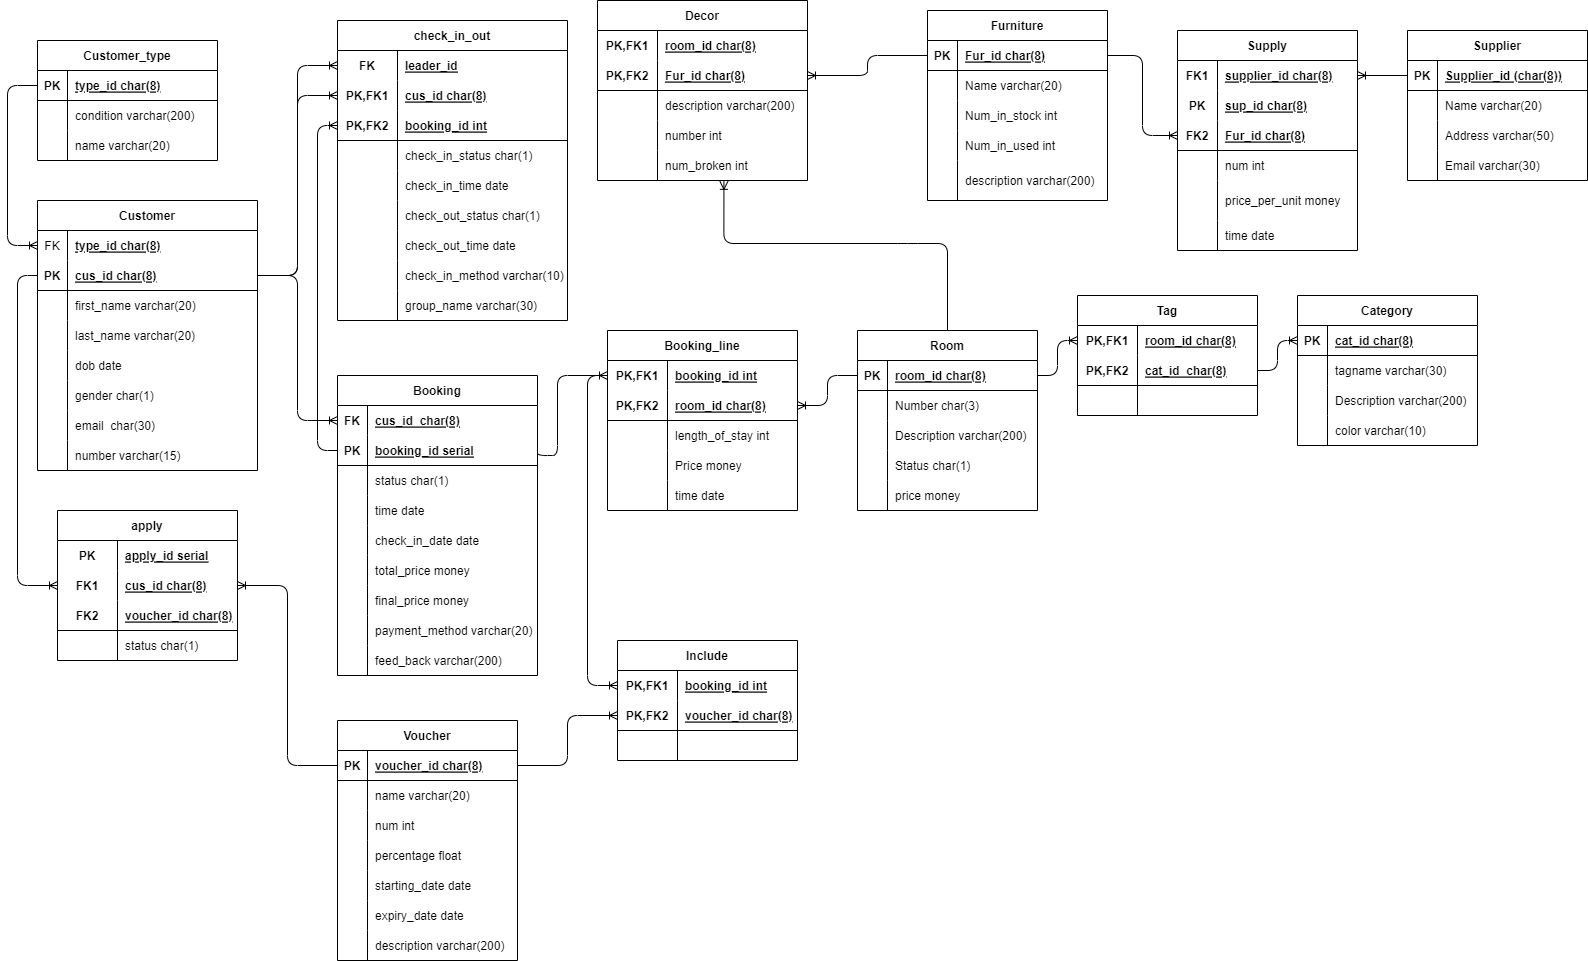 Customer_type
PK type_id char(8)
condition varchar(200)
name varchar(20)
Customer
FK type_id char(8)
PK cus_id char(8)
first_name varchar(20)
last_name varchar(20)
dob date
gender char(1)
email char(30)
number varchar(15)
apply
PK apply_id serial
FK1 cus_id char(8)
FK2 voucher_id char(8)
status char(1)
check_in_out
FK leader_id
PK,FK1 cus_id char(8)
PK,FK2 booking_id int
check_in_status char(1)
check_in_time date
check_out_status char(1)
check_out_time date
check_in_method varchar(10)
group_name varchar(30)
Booking
FK cus_id char(8)
PK booking_id serial
status char(1)
time date
check_in_date date
total_price money
final_price money
payment_method varchar(20)
feed_back varchar(200)
Voucher
PK voucher_id char(8)
name varchar(20)
num int
percentage float
starting_date date
expiry_date date
description varchar(200)
Decor
PK,FK1 room_id char(8)
PK,FK2 Fur_id char(8)
description varchar(200)
number int
num_broken int
Booking_line
PK,FK1 booking_id int
PK,FK2 room_id char(8)
length_of_stay int
Price money
time date
Include
PK,FK1 booking_id int
PK,FK2 voucher_id char(8)
Furniture
PK Fur_id char(8)
Name varchar(20)
Num_in_stock int
Num_in_used int
description varchar(200)
Room
PK room_id char(8)
Number char(3)
Description varchar(200)
Status char(1)
price money
Supply
FK1 supplier_id char(8)
PK sup_id char(8)
FK2 Fur_id char(8)
num int
price_per_unit money
time date
Tag
PK,FK1 room_id char(8)
PK,FK2 cat_id char(8)
Supplier
PK Supplier_id (char(8))
Name varchar(20)
Address varchar(50)
Email varchar(30)
Category
PK cat_id char(8)
tagname varchar(30)
Description varchar(200)
color varchar(10)